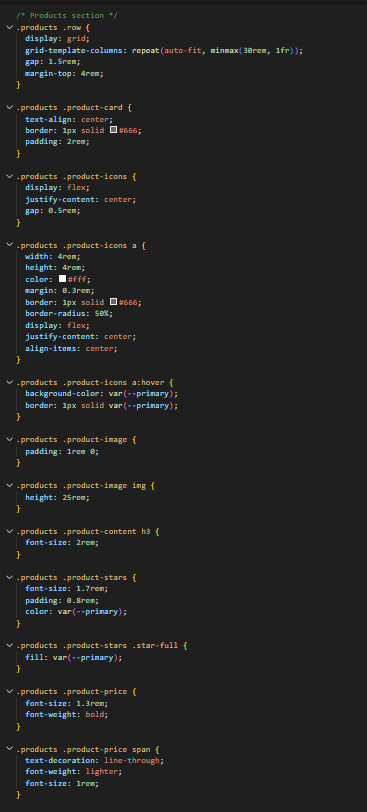 /* Products section */
.products .row {
display: grid;
grid-template-columns: repeat(auto-fit, minmax(30rem, 1fr));
gap: 1.5rem;
margin-top: 4rem;
}
.products .product-card {
text-align: center;
border: 1px solid #666;
padding: 2rem;
}
.products .product-icons {
display: flex;
justify-content: center;
gap: 0.5rem;
}
.products .product-icons a {
width: 4rem;
height: 4rem;
color: #fff;
margin: 0.3rem;
border: 1px solid #666;
border-radius: 50%;
display: flex;
justify-content: center;
align-items: center;
}
.products .product-icons a:hover {
background-color: var(--primary);
border: 1px solid var(--primary);
}
.products .product-image {
padding: 1rem 0;
}
.products .product-image img {
height: 25rem;
}
.products .product-content h3 {
font-size: 2rem;
}
.products .product-stars {
font-size: 1.7rem;
padding: 0.8rem;
color: var(--primary);
}
.products .product-stars .star-full {
fill: var(--primary);
}
.products .product-price {
font-size: 1.3rem;
font-weight: bold;
}
.products .product-price span {
text-decoration: line-through;
font-weight: lighter;
font-size: 1rem;
}